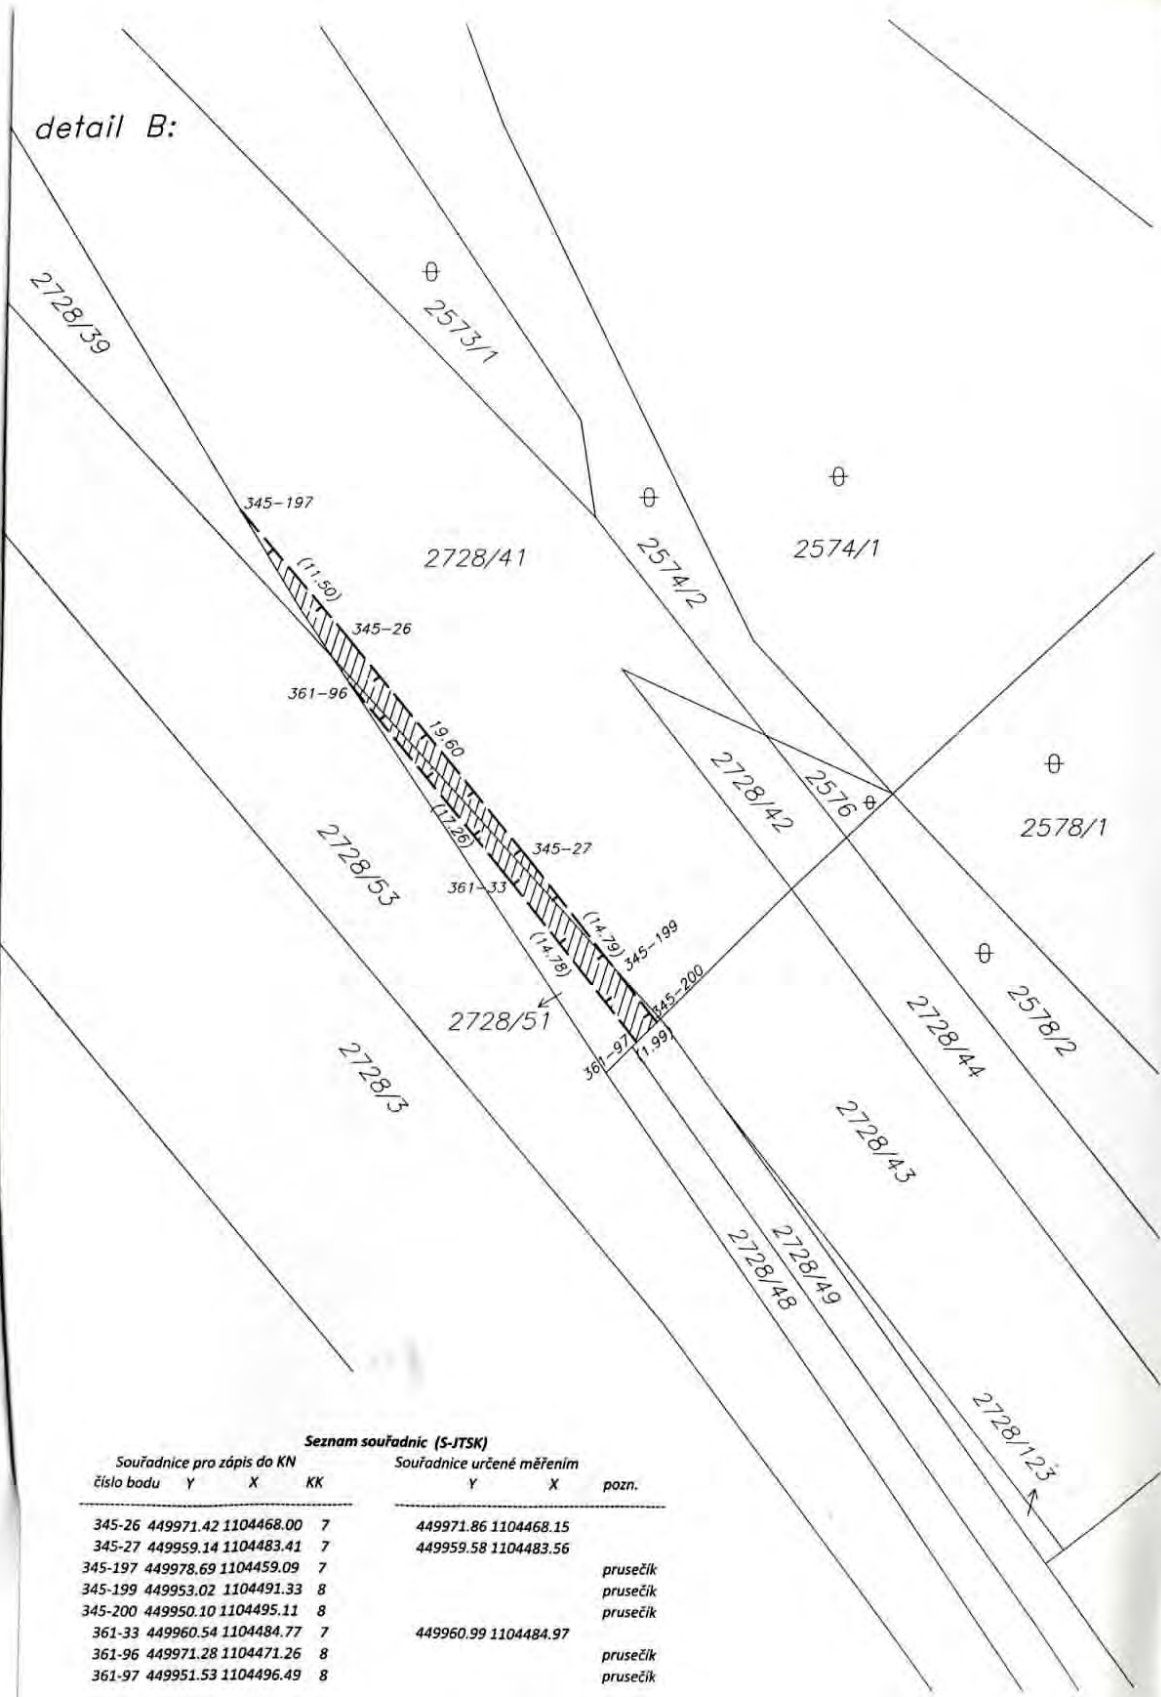 detail B:
2728/39
2573/1
345-197
2728/41
2574/2
2574/1
(11.50)
345-26
361-96
19.60
2728/42
2576
2578/1
(17.26)
345-27
2728/53
361-33
(14.79)
345-199
(14.78)
345-200
2728/51
361-97
(1.99)
2578/2
2728/44
2728/3
2728/43
2728/49
2728/48
2728/123
Seznam souřadnic (S-JTSK)
Souřadnice pro zápis do KN Souřadnice určené měřením
číslo bodu Y X KK Y X pozn.
345-26 449971.42 1104468.00 7 449971.86 1104468.15
345-27 449959.14 1104483.41 7 449959.58 1104483.56
345-197 449978.69 1104459.09 7 prusečík
345-199 449953.02 1104491.33 8 prusečík
345-200 449950.10 1104495.11 8 prusečík
361-33 449960.54 1104484.77 7 449960.99 1104484.97
361-96 449971.28 1104471.26 8 prusečík
361-97 449951.53 1104496.49 8 prusečík